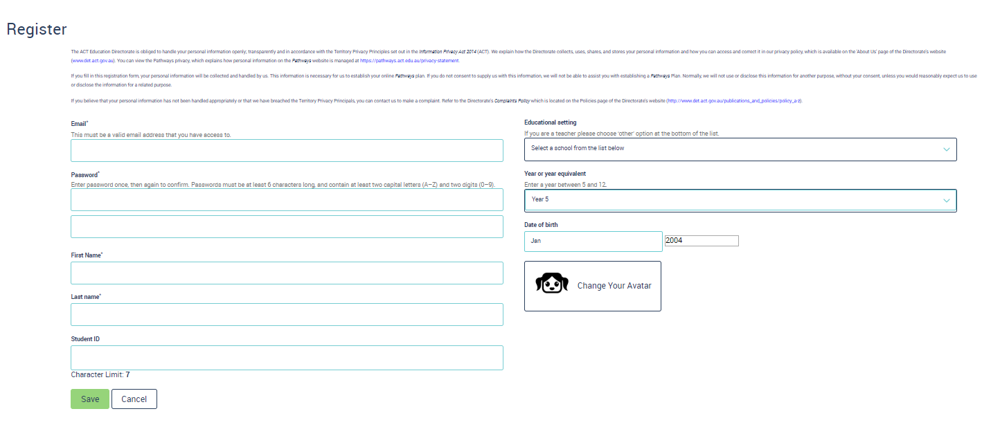 Register
The ACT Education Directorate is obliged to handle your personal information openly, transparently and in accordance with the Territory Privacy Principles set out in the Information Privacy Act 2014 (ACT). We explain how the Directorate collects, uses, shares, and stores your personal information and how you can access and correct it in our privacy policy, which is available on the 'About Us' page of the Directorate's website
(www.det.act.gov.au). You can view the Pathways privacy, which explains how personal information on the Pathways website is managed at https://pathways.act.edu.au/privacy-statement.
If you fill in this registration form, your personal information will be collected and handled by us. This information is necessary for us to establish your online Pathways plan. If you do not consent to supply us with this information, we will not be able to assist you with establishing a Pathways Plan. Normally, we will not use or disclose this information for another purpose, without your consent, unless you would reasonably expect us to use
or disclose the information for a related purpose.
If you believe that your personal information has not been handled appropriately or that we have breached the Territory Privacy Principals, you can contact us to make a complaint. Refer to the Directorate's Complaints Policy which is located on the Policies page of the Directorate's website (http://www.det.act.gov.au/publications_and_policies/policy_a-z).
Email*
This must be a valid email address that you have access to.
Password*
Enter password once, then again to confirm. Passwords must be at least 6 characters long, and contain at least two capital letters (A–Z) and two digits (0–9).
First Name*
Last name*
Student ID
Character Limit: 7
Save Cancel
Educational setting
If you are a teacher please choose 'other' option at the bottom of the list.
Select a school from the list below
Year or year equivalent
Enter a year between 5 and 12.
Year 5
Date of birth
Jan 2004
Change Your Avatar